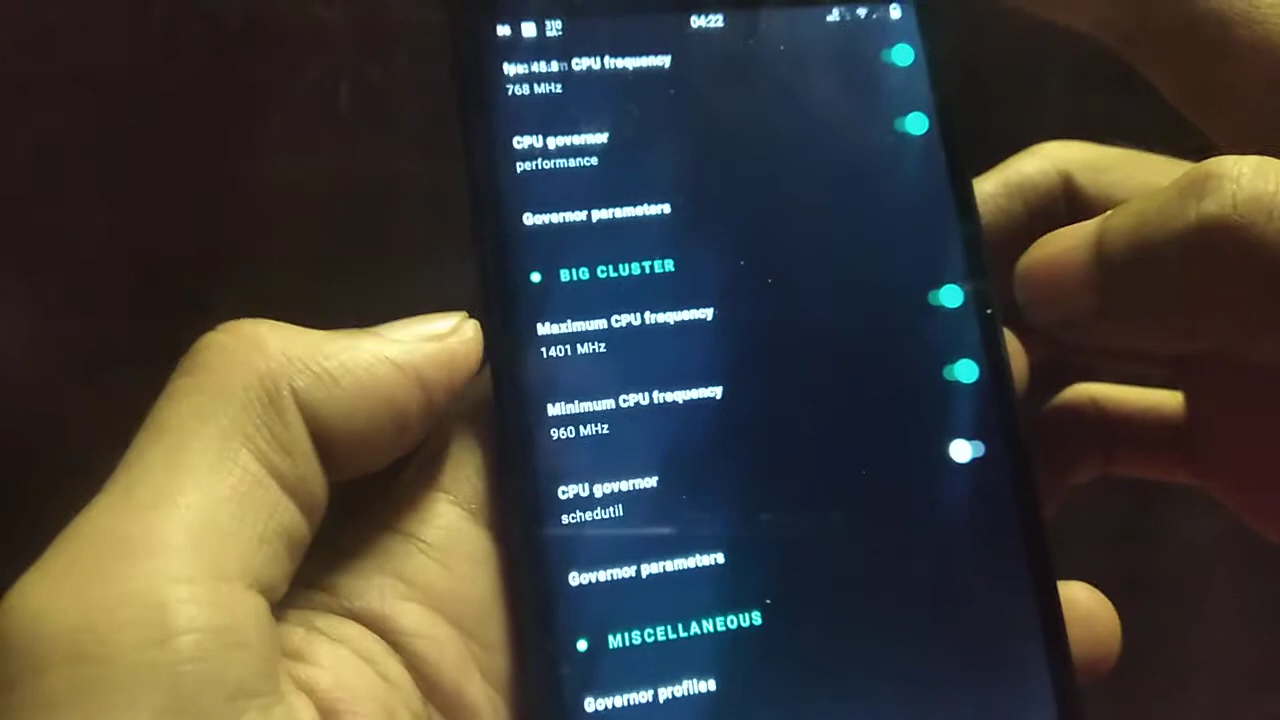 310
04:22
CPU frequency
768 MHz
CPU governor
performance
Governor parameters
BIG CLUSTER
Maximum CPU frequency
1401 MHz
Minimum CPU frequency
960 MHz
CPU governor
schedutil
Governor parameters
MISCELLANEOUS
Governor profiles